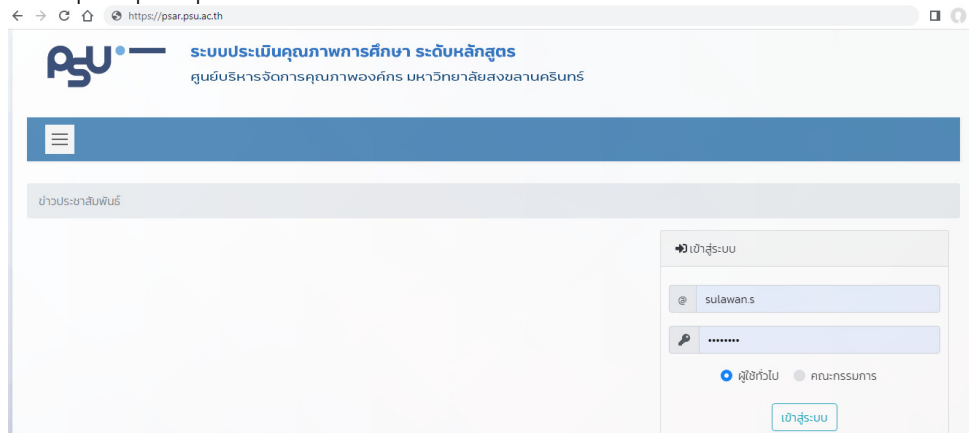 https://psar.psu.ac.th
PSU
ระบบประเมินคุณภาพการศึกษา ระดับหลักสูตร
ศูนย์บริหารจัดการคุณภาพองค์กร มหาวิทยาลัยสงขลานครินทร์
ข่าวประชาสัมพันธ์
เข้าสู่ระบบ
@ sulawan.s
••••••••
ผู้ใช้ทั่วไป คณะกรรมการ
เข้าสู่ระบบ